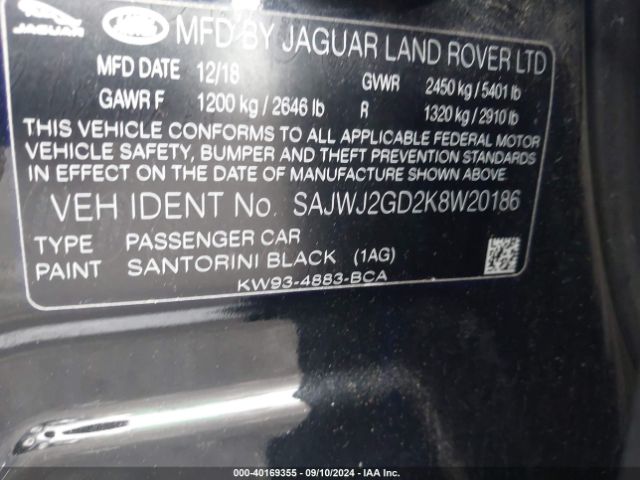 JAGUAR LAND ROVER MFD BY JAGUAR LAND ROVER LTD
MFD DATE 12/18 GVWR 2450 kg / 5401 lb
GAWR F 1200 kg / 2646 lb R 1320 kg / 2910 lb
THIS VEHICLE CONFORMS TO ALL APPLICABLE FEDERAL MOTOR
VEHICLE SAFETY, BUMPER AND THEFT PREVENTION STANDARDS
IN EFFECT ON THE DATE OF MANUFACTURE SHOWN ABOVE.
VEH IDENT No. SAJWJ2GD2K8W20186
TYPE PASSENGER CAR
PAINT SANTORINI BLACK (1AG)
KW93-4883-BCA
000-40169355 - 09/10/2024 - IAA Inc.